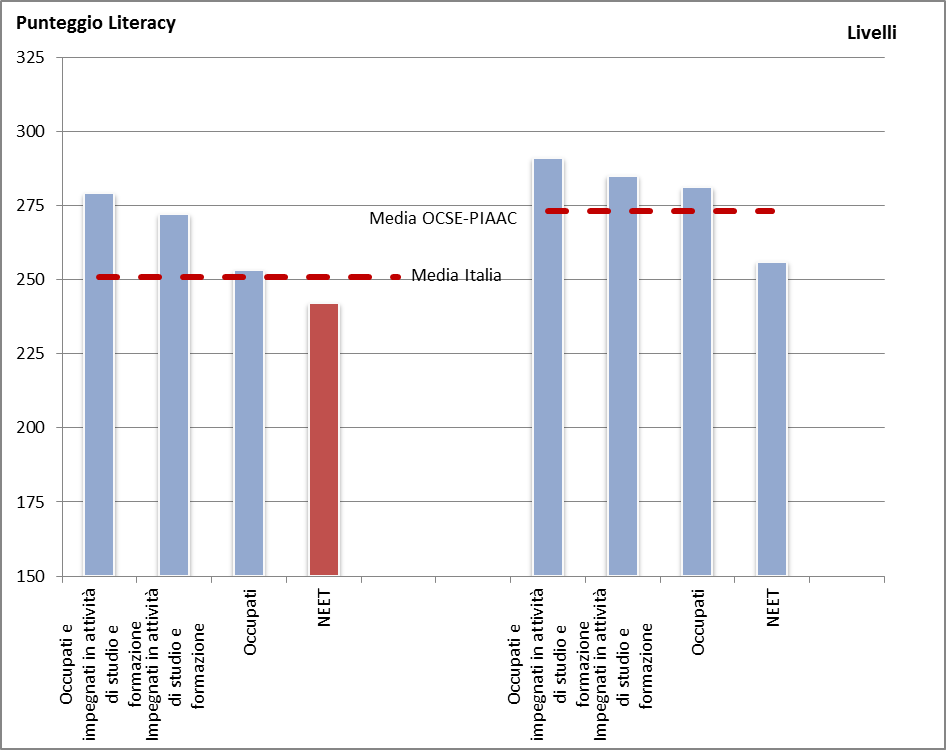 Punteggio Literacy
Livelli
325
300
275
250
225
200
175
150
Media OCSE-PIAAC
Media Italia
Occupati e
impegnati in attività
di studio e
formazione
Impegnati in attività
di studio e
formazione
Occupati
NEET
Occupati e
impegnati in attività
di studio e
formazione
Impegnati in attività
di studio e
formazione
Occupati
NEET